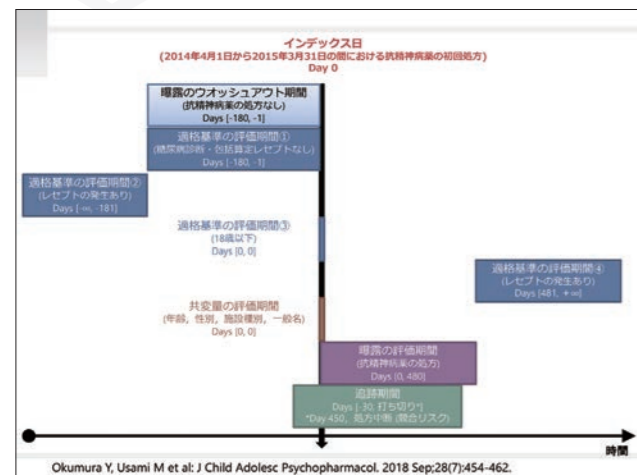 インデックス日
(2014年4月1日から2015年3月31日の間における抗精神病薬の初回処方)
Day 0
曝露のウオッシュアウト期間
(抗精神病薬の処方なし)
Days [-180, -1]
適格基準の評価期間①
(糖尿病診断・包括算定レセプトなし)
Days [-180, -1]
適格基準の評価期間②
(レセプトの発生あり)
Days [-∞, -181]
適格基準の評価期間③
(18歳以下)
Days [0, 0]
適格基準の評価期間④
(レセプトの発生あり)
Days [481, +∞]
共変量の評価期間
(年齢, 性別, 施設種別, 一般名)
Days [0, 0]
曝露の評価期間
(抗精神病薬の処方)
Days [0, 480]
追跡期間
Days [-30, 打ち切り*]
*Day 450, 処方中断 (競合リスク)
時間
Okumura Y, Usami M et al: J Child Adolesc Psychopharmacol. 2018 Sep;28(7):454-462.